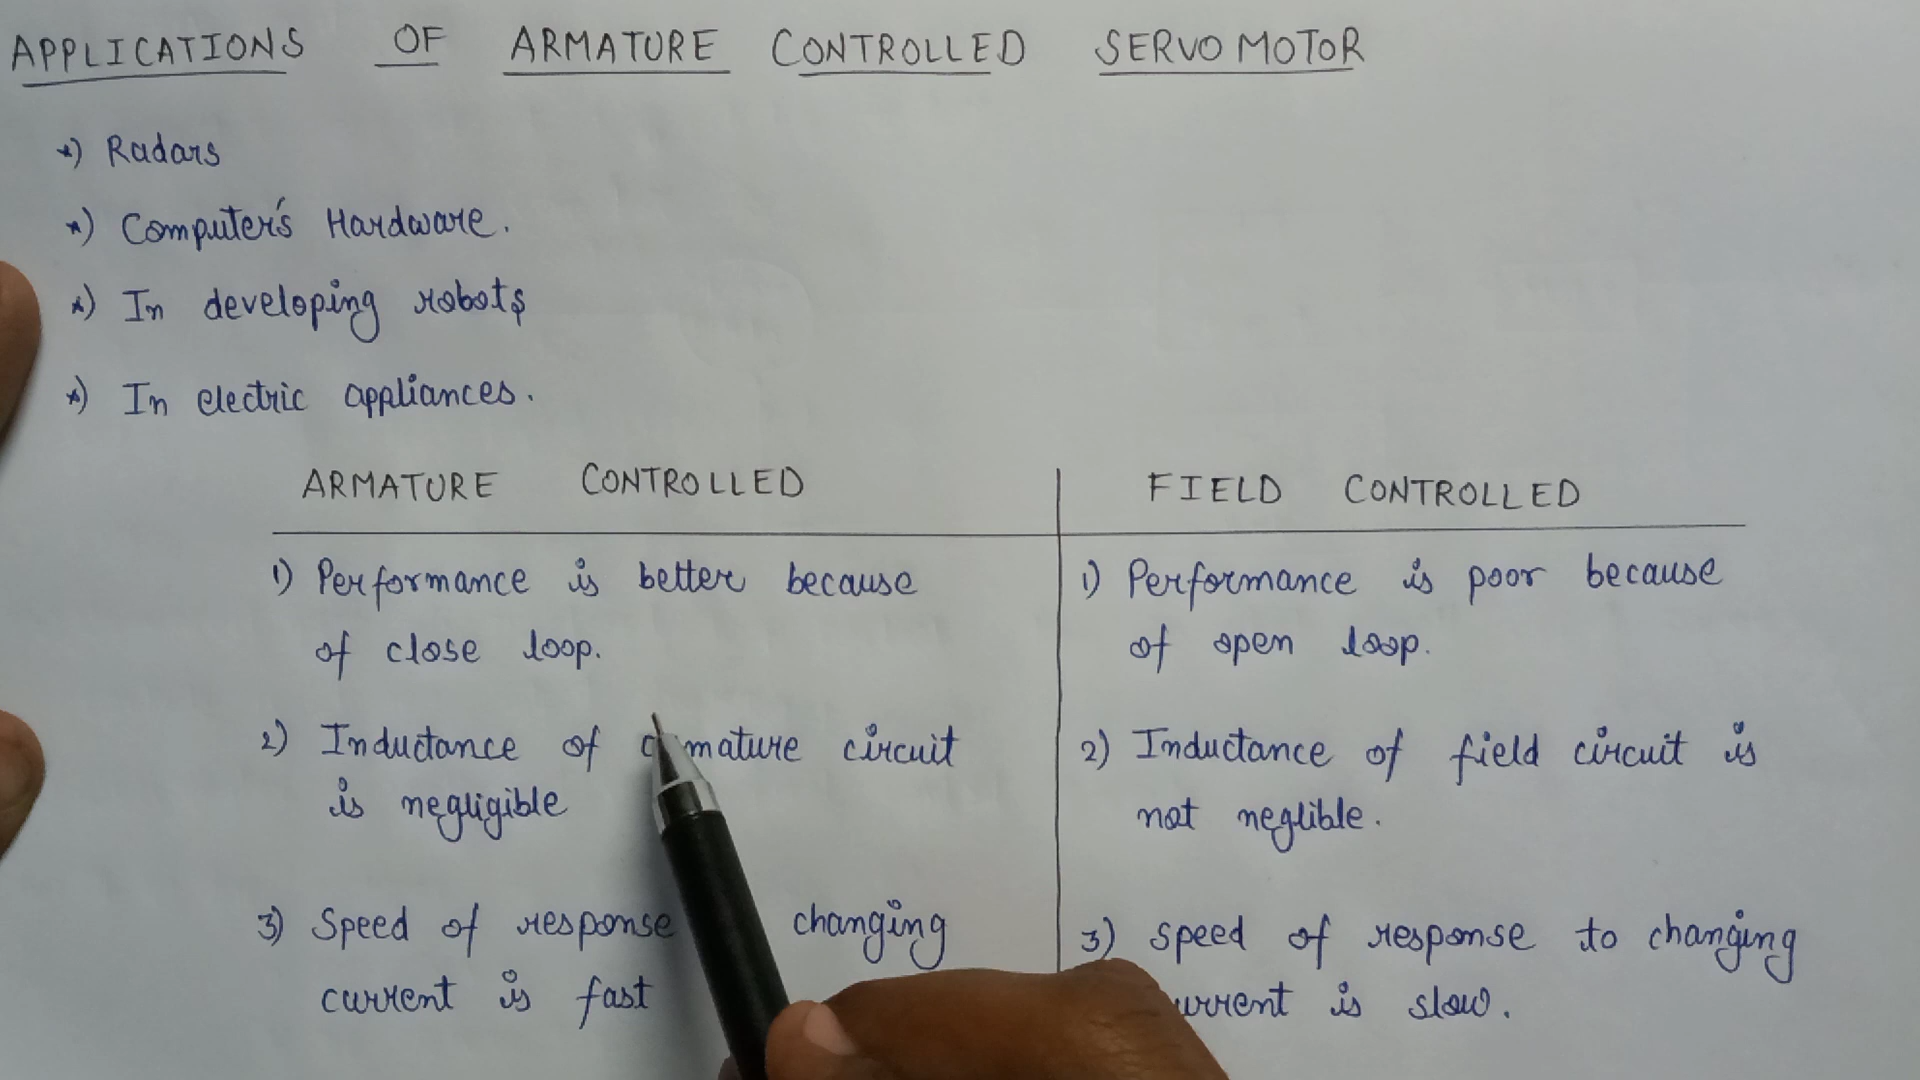 APPLICATIONS OF ARMATURE CONTROLLED SERVO MOTOR
*) Radars
*) Computer's Hardware.
*) In developing robots
*) In electric appliances.
ARMATURE CONTROLLED
1) Performance is better because
of close loop.
2) Inductance of armature circuit
is negligible
3) Speed of response changing
current is fast
FIELD CONTROLLED
1) Performance is poor because
of open loop.
2) Inductance of field circuit is
not neglible.
3) Speed of response to changing
current is slow.